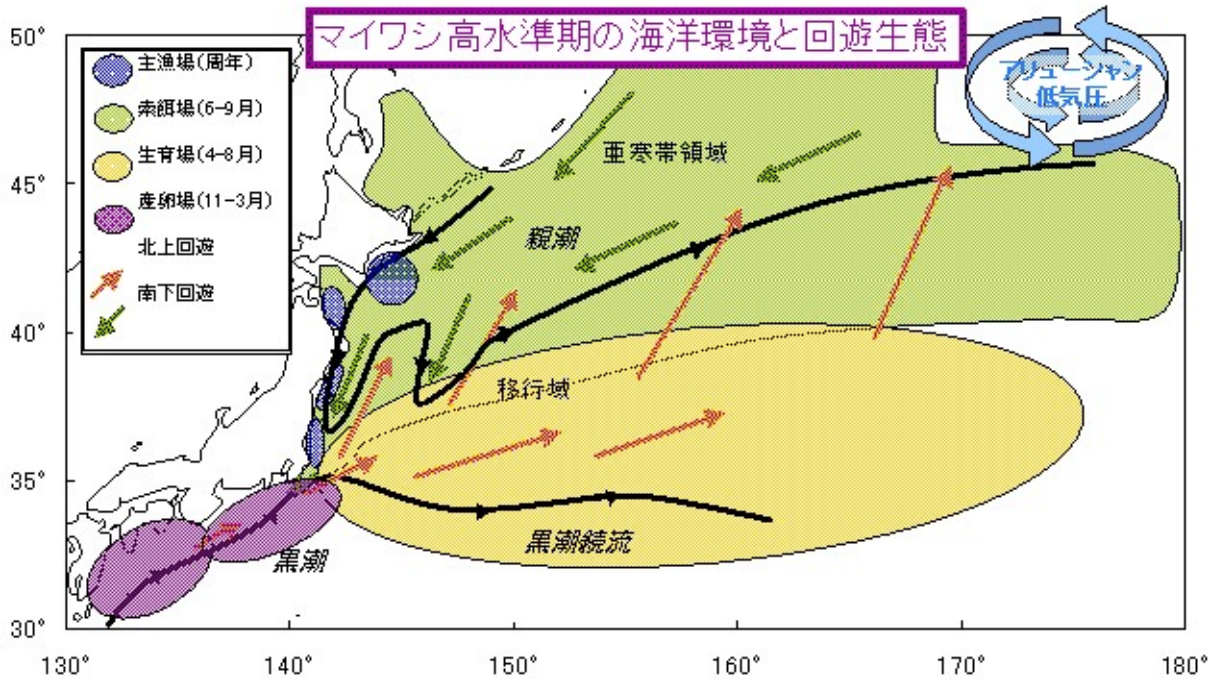 マイワシ高水準期の海洋環境と回遊生態
アリューシャン
低気圧
主漁場(周年)
索餌場(6-9月)
生育場(4-8月)
産卵場(11-3月)
北上回遊
南下回遊
亜寒帯領域
親潮
移行域
黒潮続流
黒潮
50°
45°
40°
35°
30°
130°
140°
150°
160°
170°
180°